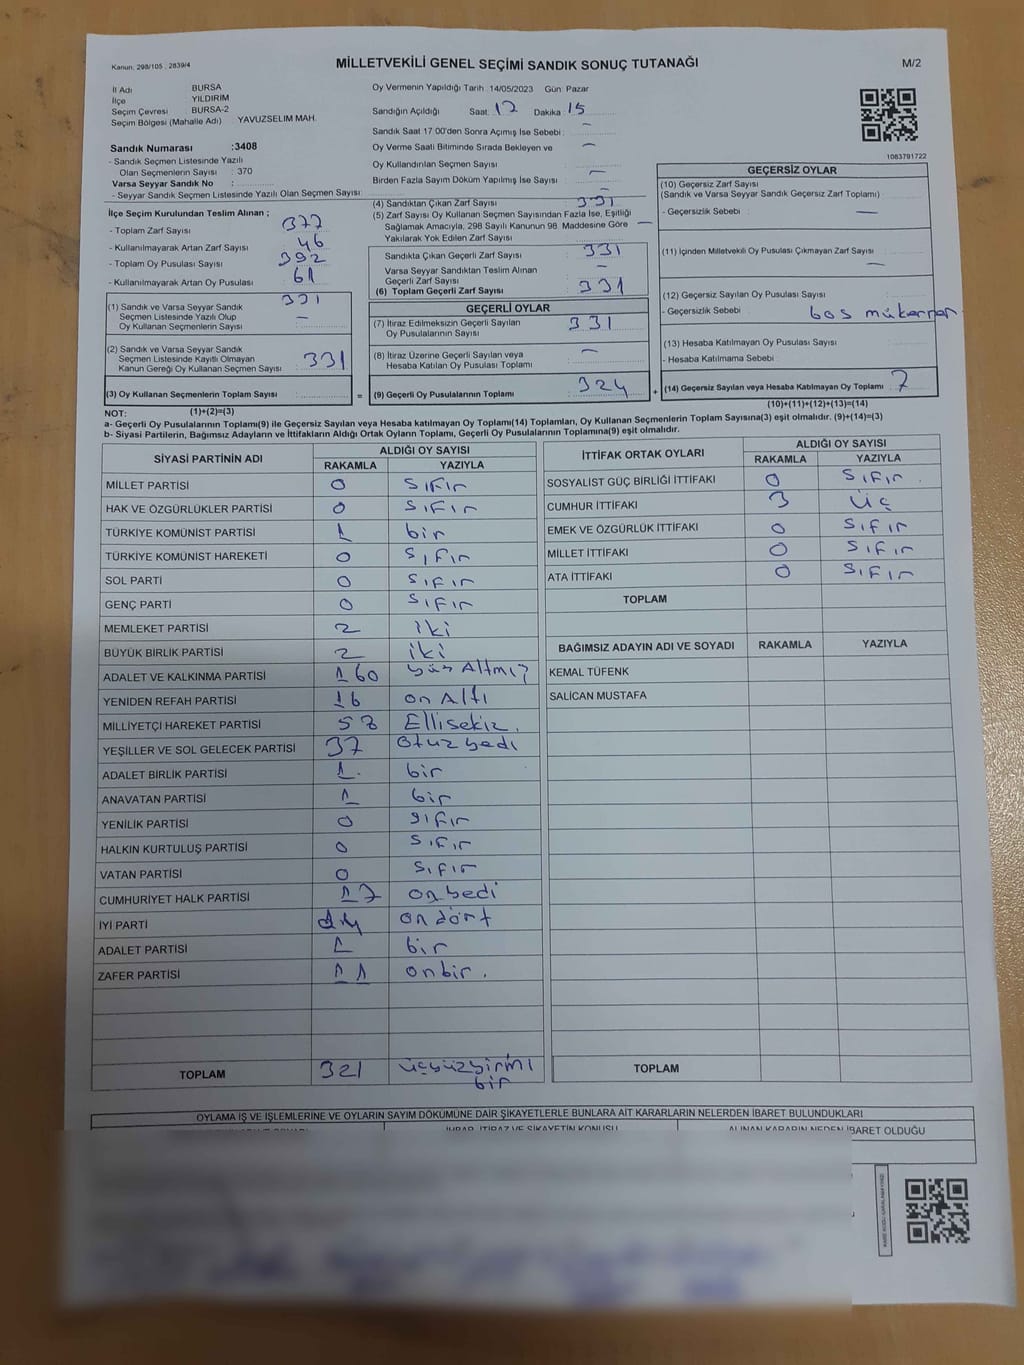 Kanun. 298/105 . 2839/4
MİLLETVEKİLİ GENEL SEÇİMİ SANDIK SONUÇ TUTANAĞI
M/2
İl Adı BURSA
İlçe YILDIRIM
Seçim Çevresi BURSA-2
Seçim Bölgesi (Mahalle Adı) YAVUZSELIM MAH.
Oy Vermenin Yapıldığı Tarih 14/05/2023 Gün: Pazar
Sandığın Açıldığı Saat 17 Dakika 15
Sandık Saat 17 00'den Sonra Açımış İse Sebebi : –
Oy Verme Saati Bitiminde Sırada Bekleyen ve –
Oy Kullandırılan Seçmen Sayısı
Birden Fazla Sayım Döküm Yapılmış İse Sayısı : –
Sandık Numarası :3408
- Sandık Seçmen Listesinde Yazılı
Olan Seçmenlerin Sayısı : 370
Varsa Seyyar Sandık No :
- Seyyar Sandık Seçmen Listesinde Yazılı Olan Seçmen Sayısı: –
1083791722
İlçe Seçim Kurulundan Teslim Alınan ;
- Toplam Zarf Sayısı 377
- Kullanılmayarak Artan Zarf Sayısı 46
- Toplam Oy Pusulası Sayısı 392
- Kullanılmayarak Artan Oy Pusulası 61
(1) Sandık ve Varsa Seyyar Sandık 331
Seçmen Listesinde Yazılı Olup –
Oy Kullanan Seçmenlerin Sayısı :
(2) Sandık ve Varsa Seyyar Sandık
Seçmen Listesinde Kayıtlı Olmayan
Kanun Gereği Oy Kullanan Seçmen Sayısı : 331
(3) Oy Kullanan Seçmenlerin Toplam Sayısı :
(4) Sandıktan Çıkan Zarf Sayısı : 331
(5) Zarf Sayısı Oy Kullanan Seçmen Sayısından Fazla İse, Eşitliği
Sağlamak Amacıyla, 298 Sayılı Kanunun 98. Maddesine Göre –
Yakılarak Yok Edilen Zarf Sayısı
Sandıkta Çıkan Geçerli Zarf Sayısı : 331
Varsa Seyyar Sandıktan Teslim Alınan –
Geçerli Zarf Sayısı
(6) Toplam Geçerli Zarf Sayısı : 331
GEÇERLİ OYLAR
(7) İtiraz Edilmeksizin Geçerli Sayılan 331
Oy Pusulalarının Sayısı
(8) İtiraz Üzerine Geçerli Sayılan veya –
Hesaba Katılan Oy Pusulası Toplamı
= (9) Geçerli Oy Pusulalarının Toplamı : 324 +
GEÇERSİZ OYLAR
(10) Geçersiz Zarf Sayısı
(Sandık ve Varsa Seyyar Sandık Geçersiz Zarf Toplamı)
- Geçersizlik Sebebi : –
(11) İçinden Milletvekili Oy Pusulası Çıkmayan Zarf Sayısı : –
(12) Geçersiz Sayılan Oy Pusulası Sayısı :
- Geçersizlik Sebebi : bos mükerrer
(13) Hesaba Katılmayan Oy Pusulası Sayısı :
- Hesaba Katılmama Sebebi :
(14) Geçersiz Sayılan veya Hesaba Katılmayan Oy Toplamı : 7
NOT: (1)+(2)=(3)
(10)+(11)+(12)+(13)=(14)
a- Geçerli Oy Pusulalarının Toplamı(9) ile Geçersiz Sayılan veya Hesaba katılmayan Oy Toplamı(14) Toplamları, Oy Kullanan Seçmenlerin Toplam Sayısına(3) eşit olmalıdır. (9)+(14)=(3)
b- Siyasi Partilerin, Bağımsız Adayların ve İttifakların Aldığı Ortak Oyların Toplamı, Geçerli Oy Pusulalarının Toplamına(9) eşit olmalıdır.
SİYASİ PARTİNİN ADI ALDIĞI OY SAYISI
RAKAMLA YAZIYLA
MİLLET PARTİSİ 0 sıfır
HAK VE ÖZGÜRLÜKLER PARTİSİ 0 sıfır
TÜRKİYE KOMÜNİST PARTİSİ 1 bir
TÜRKİYE KOMÜNİST HAREKETİ 0 sıfır
SOL PARTİ 0 sıfır
GENÇ PARTİ 0 sıfır
MEMLEKET PARTİSİ 2 iki
BÜYÜK BİRLİK PARTİSİ 2 iki
ADALET VE KALKINMA PARTİSİ 160 yüz Altmış
YENİDEN REFAH PARTİSİ 16 on Altı
MİLLİYETÇİ HAREKET PARTİSİ 58 Ellisekiz.
YEŞİLLER VE SOL GELECEK PARTİSİ 37 otuz yedi
ADALET BİRLİK PARTİSİ 1. bir
ANAVATAN PARTİSİ 1 bir
YENİLİK PARTİSİ 0 sıfır
HALKIN KURTULUŞ PARTİSİ 0 sıfır
VATAN PARTİSİ 0 sıfır
CUMHURİYET HALK PARTİSİ 17 on yedi
İYİ PARTİ 14 on dört
ADALET PARTİSİ 1 bir
ZAFER PARTİSİ 11 onbir.
TOPLAM 321 üçyüzyirmi
bir
İTTİFAK ORTAK OYLARI ALDIĞI OY SAYISI
RAKAMLA YAZIYLA
SOSYALIST GÜÇ BİRLİĞİ İTTİFAKI 0 sıfır.
CUMHUR İTTİFAKI 3 üç
EMEK VE ÖZGÜRLÜK İTTİFAKI 0 sıfır
MİLLET İTTİFAKI 0 sıfır
ATA İTTİFAKI 0 sıfır
TOPLAM
BAĞIMSIZ ADAYIN ADI VE SOYADI RAKAMLA YAZIYLA
KEMAL TÜFENK
SALİCAN MUSTAFA
TOPLAM
OYLAMA İŞ VE İŞLEMLERİNE VE OYLARIN SAYIM DÖKÜMÜNE DAİR ŞİKAYETLERLE BUNLARA AİT KARARLARIN NELERDEN İBARET BULUNDUKLARI
İHBAR, İTİRAZ VE ŞİKAYETİN KONUSU ALINAN KARARIN NEDEN İBARET OLDUĞU